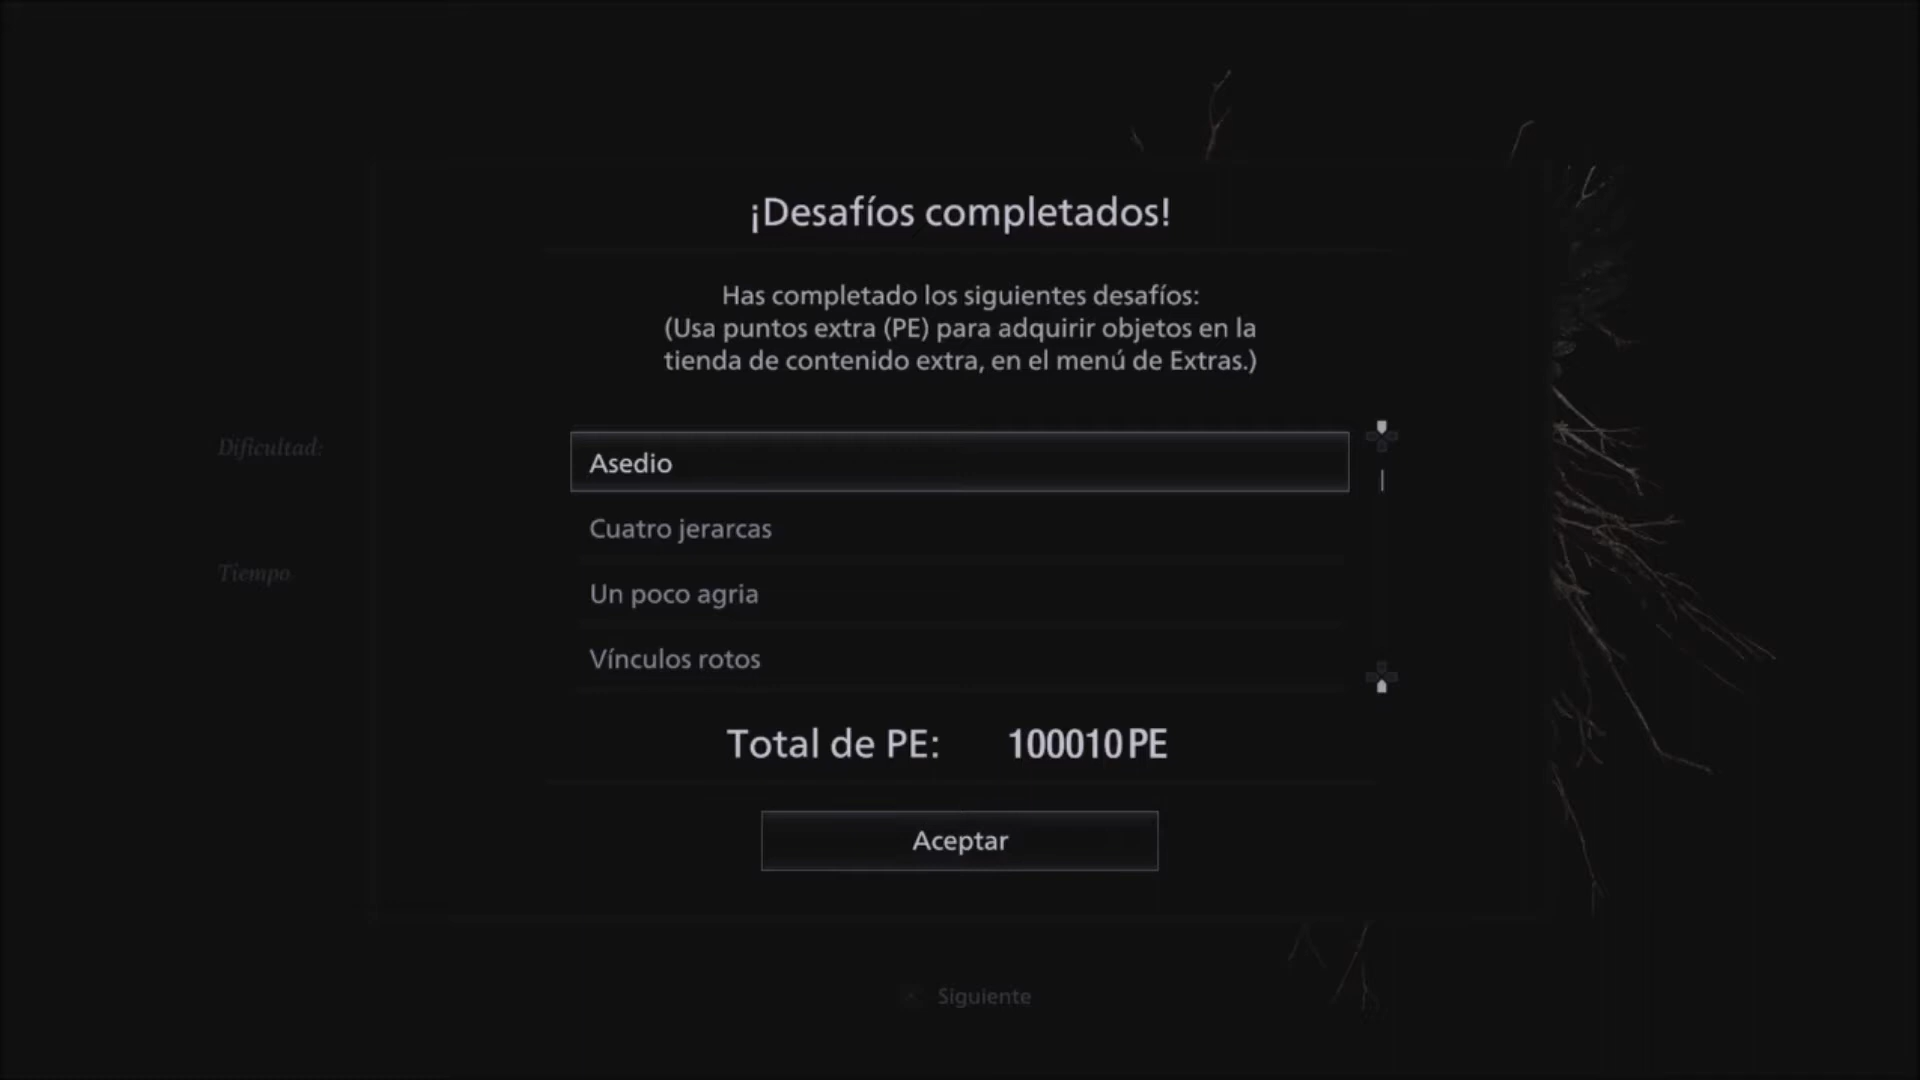 ¡Desafíos completados!
Has completado los siguientes desafíos:
(Usa puntos extra (PE) para adquirir objetos en la
tienda de contenido extra, en el menú de Extras.)
Dificultad:
Asedio
Cuatro jerarcas
Tiempo
Un poco agria
Vínculos rotos
Total de PE: 100010 PE
Aceptar
Siguiente